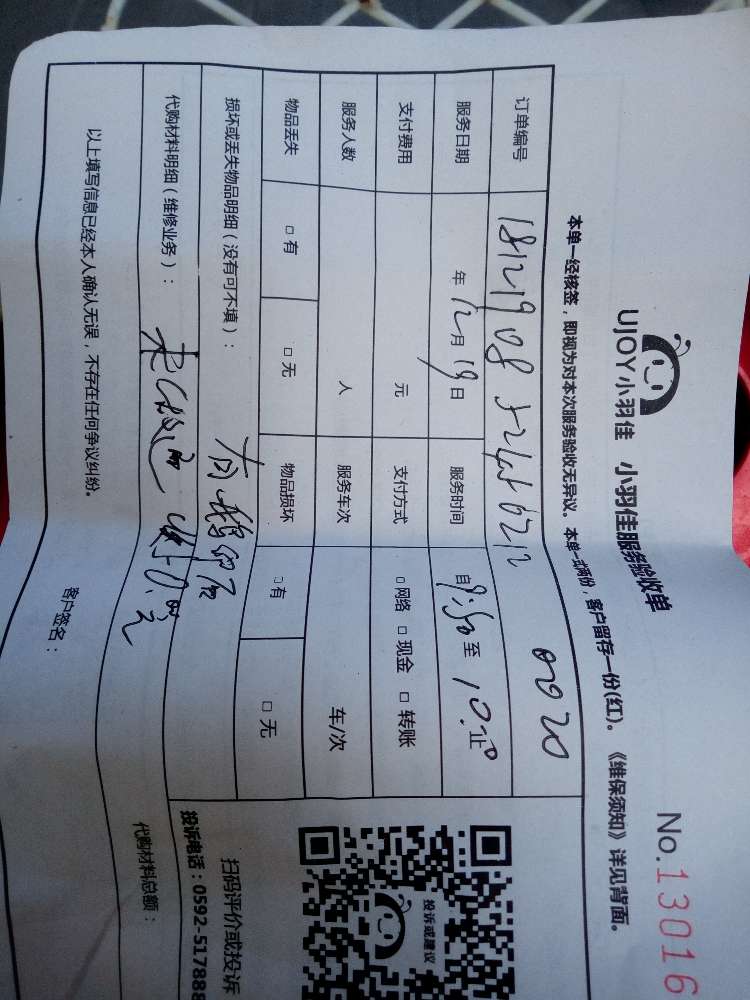 UJOY小羽佳 小羽佳服务验收单
No.13016
本单一经核签，即视为对本次服务验收无异议。本单一式两份，客户留存一份(红)。《维保须知》详见背面。
订单编号
服务日期 年 12月 19日 服务时间 自 9:50 至 10:
支付费用 元 支付方式 □ 网络 □ 现金 □ 转账
服务人数 人 服务车次 车/次
物品丢失 □ 有 □ 无 物品损坏 □ 有 □ 无
损坏或丢失物品明细（没有可不填）：
代购材料明细（维修业务）：
代购材料总额：
以上填写信息已经本人确认无误，不存在任何争议纠纷。
客户签名：
投诉或建议
扫码评价或投诉
投诉电话：0592-517888